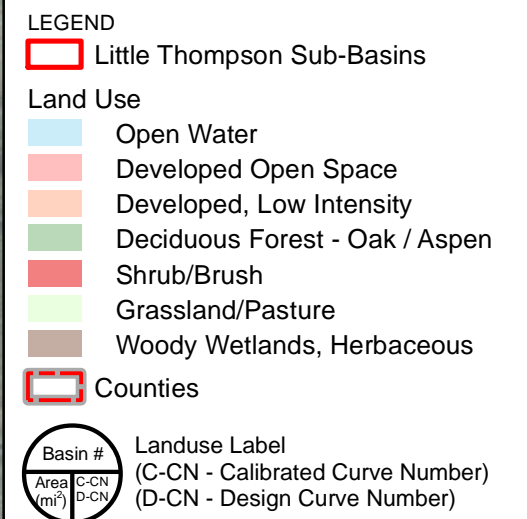 LEGEND
Little Thompson Sub-Basins
Land Use
Open Water
Developed Open Space
Developed, Low Intensity
Deciduous Forest - Oak / Aspen
Shrub/Brush
Grassland/Pasture
Woody Wetlands, Herbaceous
Counties
Basin #
Area (mi²)
C-CN
D-CN
Landuse Label
(C-CN - Calibrated Curve Number)
(D-CN - Design Curve Number)